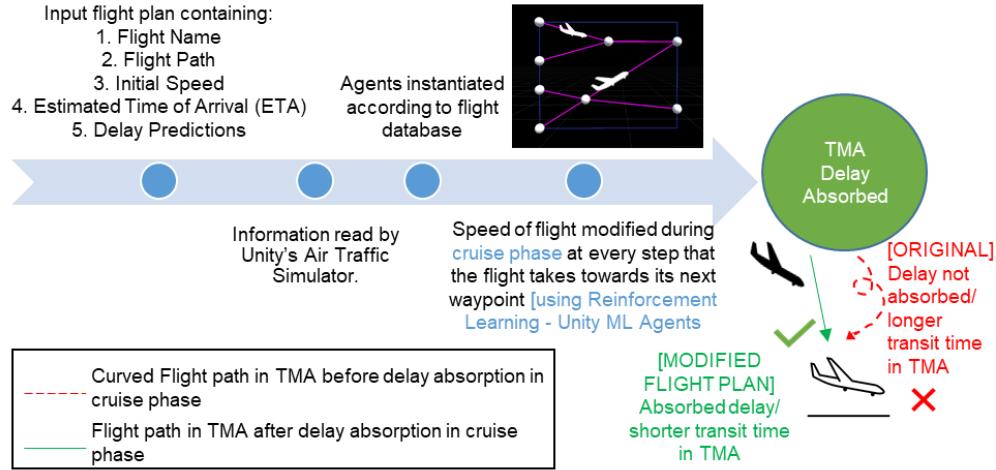 Input flight plan containing:
1. Flight Name
2. Flight Path
3. Initial Speed
4. Estimated Time of Arrival (ETA)
5. Delay Predictions
Agents instantiated
according to flight
database
TMA
Delay
Absorbed
Information read by
Unity's Air Traffic
Simulator.
Speed of flight modified during
cruise phase at every step that
the flight takes towards its next
waypoint [using Reinforcement
Learning - Unity ML Agents
[ORIGINAL]
Delay not
absorbed/
longer
transit time
in TMA
[MODIFIED
FLIGHT PLAN]
Absorbed delay/
shorter transit time
in TMA
Curved Flight path in TMA before delay absorption in
cruise phase
Flight path in TMA after delay absorption in cruise
phase